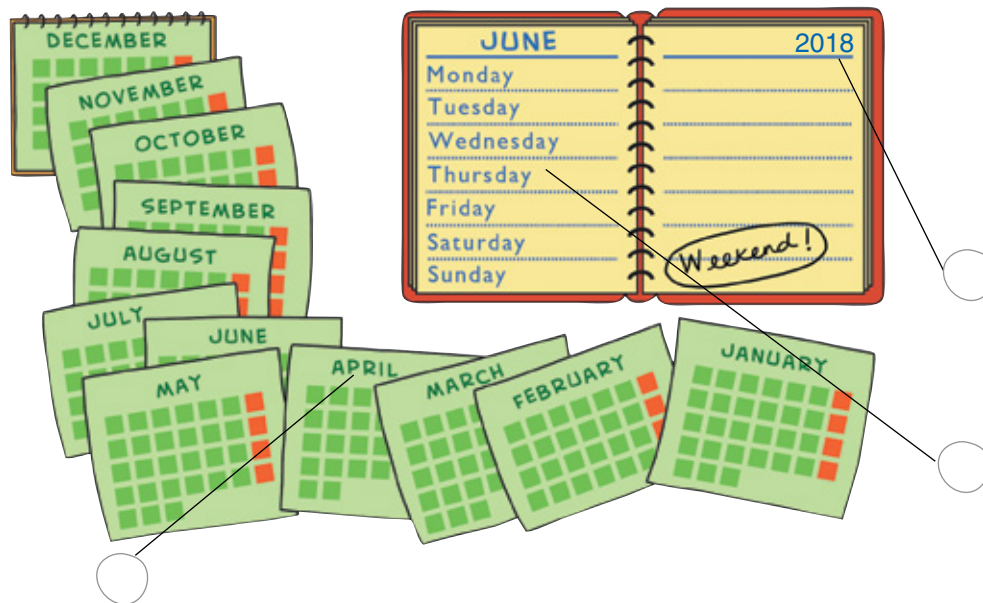 DECEMBER
NOVEMBER
OCTOBER
SEPTEMBER
AUGUST
JULY
JUNE
MAY
APRIL
MARCH
FEBRUARY
JANUARY
JUNE
2018
Monday
Tuesday
Wednesday
Thursday
Friday
Saturday
Sunday
Weekend!